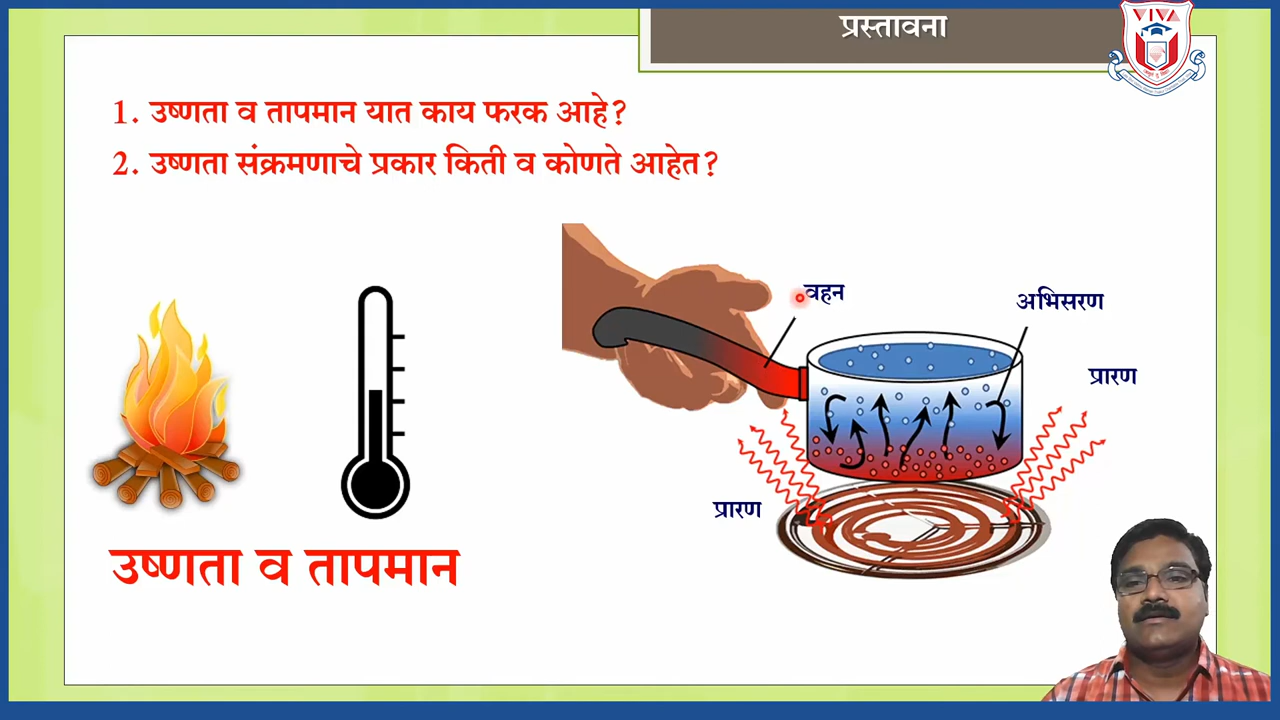 प्रस्तावना
VIVA
1. उष्णता व तापमान यात काय फरक आहे?
2. उष्णता संक्रमणाचे प्रकार किती व कोणते आहेत?
वहन
अभिसरण
प्रारण
प्रारण
उष्णता व तापमान